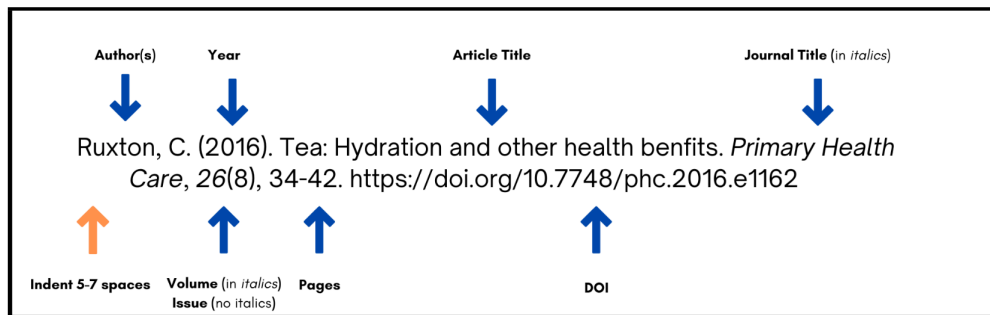 Author(s) Year Article Title Journal Title (in italics)
Ruxton, C. (2016). Tea: Hydration and other health benfits. Primary Health
Care, 26(8), 34-42. https://doi.org/10.7748/phc.2016.e1162
Indent 5-7 spaces Volume (in italics) Pages DOI
Issue (no italics)